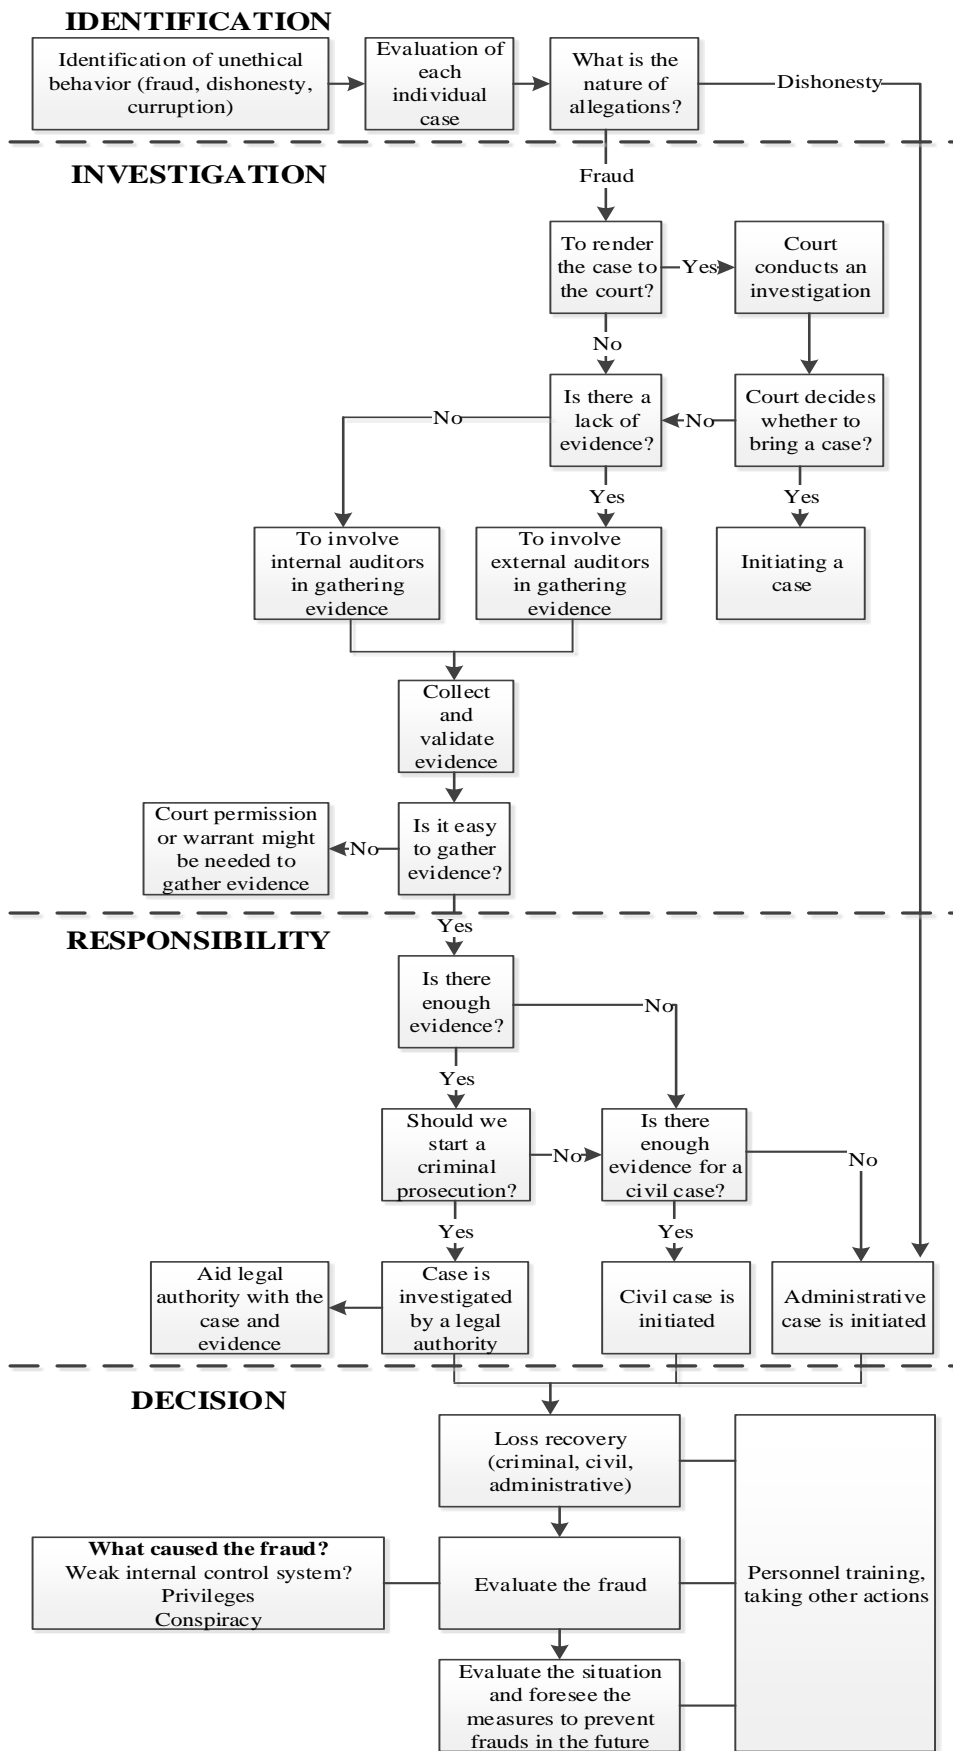 IDENTIFICATION
Identification of unethical
behavior (fraud, dishonesty,
curruption)
Evaluation of
each
individual
case
What is the
nature of
allegations?
Dishonesty
INVESTIGATION
Fraud
To render
the case to
the court?
Yes
Court
conducts an
investigation
No
Is there a
lack of
evidence?
No
Court decides
whether to
bring a case?
No
Yes
Yes
To involve
internal auditors
in gathering
evidence
To involve
external auditors
in gathering
evidence
Initiating a
case
Collect
and
validate
evidence
Court permission
or warrant might
be needed to
gather evidence
No
Is it easy
to gather
evidence?
Yes
RESPONSIBILITY
Is there
enough
evidence?
No
Yes
Should we
start a
criminal
prosecution?
No
Is there
enough
evidence for a
civil case?
No
Yes
Yes
Aid legal
authority with the
case and
evidence
Case is
investigated
by a legal
authority
Civil case is
initiated
Administrative
case is initiated
DECISION
Loss recovery
(criminal, civil,
administrative)
What caused the fraud?
Weak internal control system?
Privileges
Conspiracy
Evaluate the fraud
Personnel training,
taking other actions
Evaluate the situation
and foresee the
measures to prevent
frauds in the future